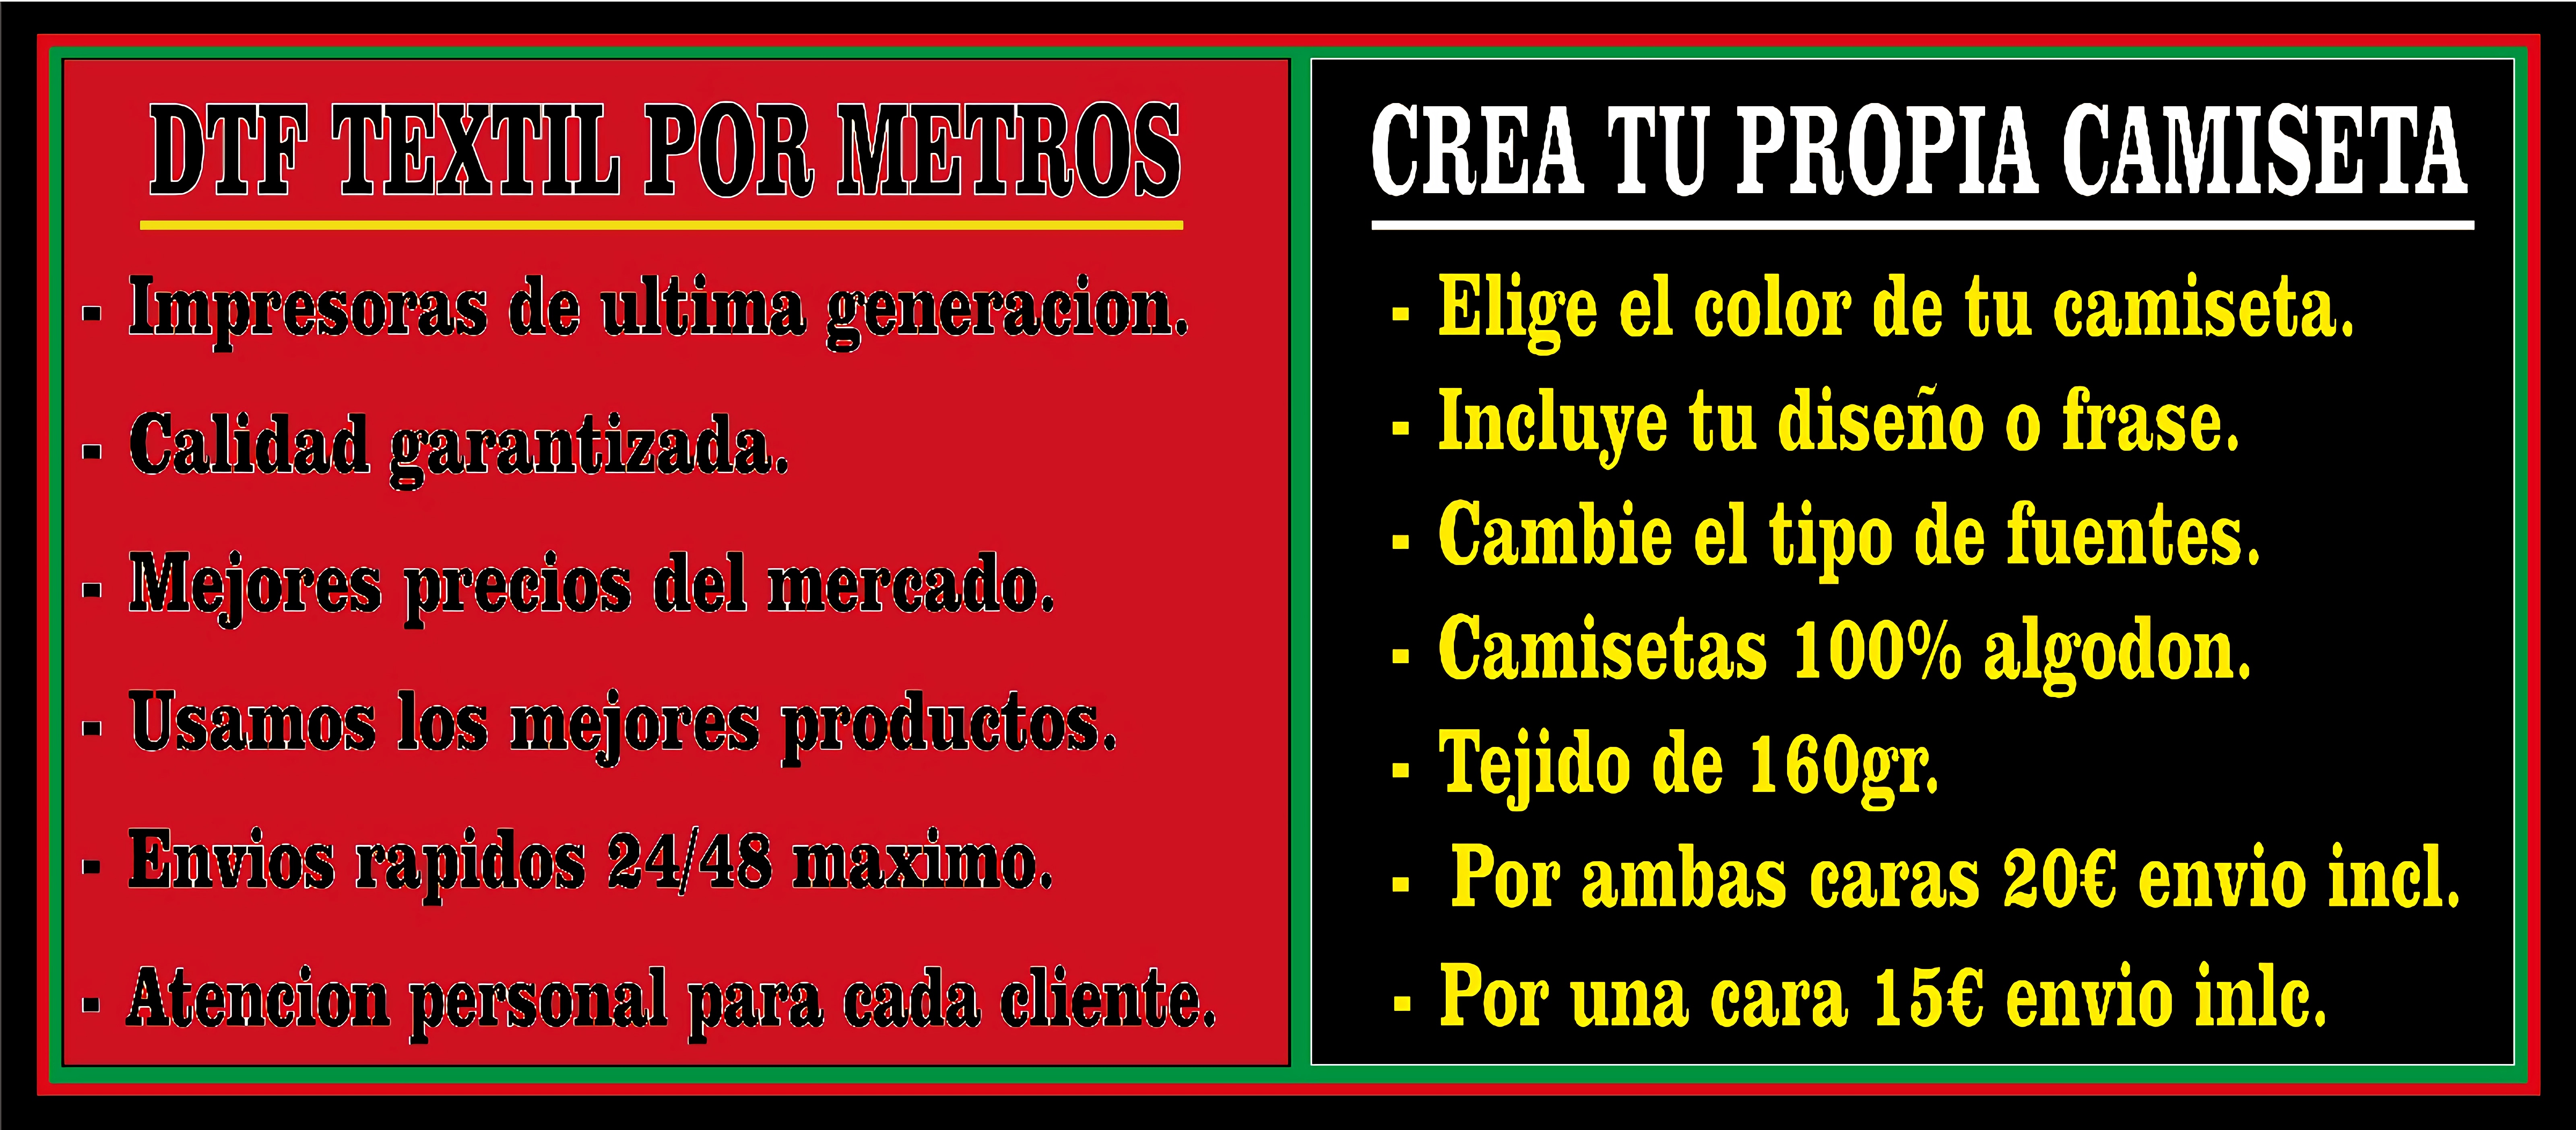 DTF TEXTIL POR METROS
- Impresoras de ultima generacion.
- Calidad garantizada.
- Mejores precios del mercado.
- Usamos los mejores productos.
- Envios rapidos 24/48 maximo.
- Atencion personal para cada cliente.
CREA TU PROPIA CAMISETA
- Elige el color de tu camiseta.
- Incluye tu diseño o frase.
- Cambie el tipo de fuentes.
- Camisetas 100% algodon.
- Tejido de 160gr.
- Por ambas caras 20€ envio incl.
- Por una cara 15€ envio inlc.